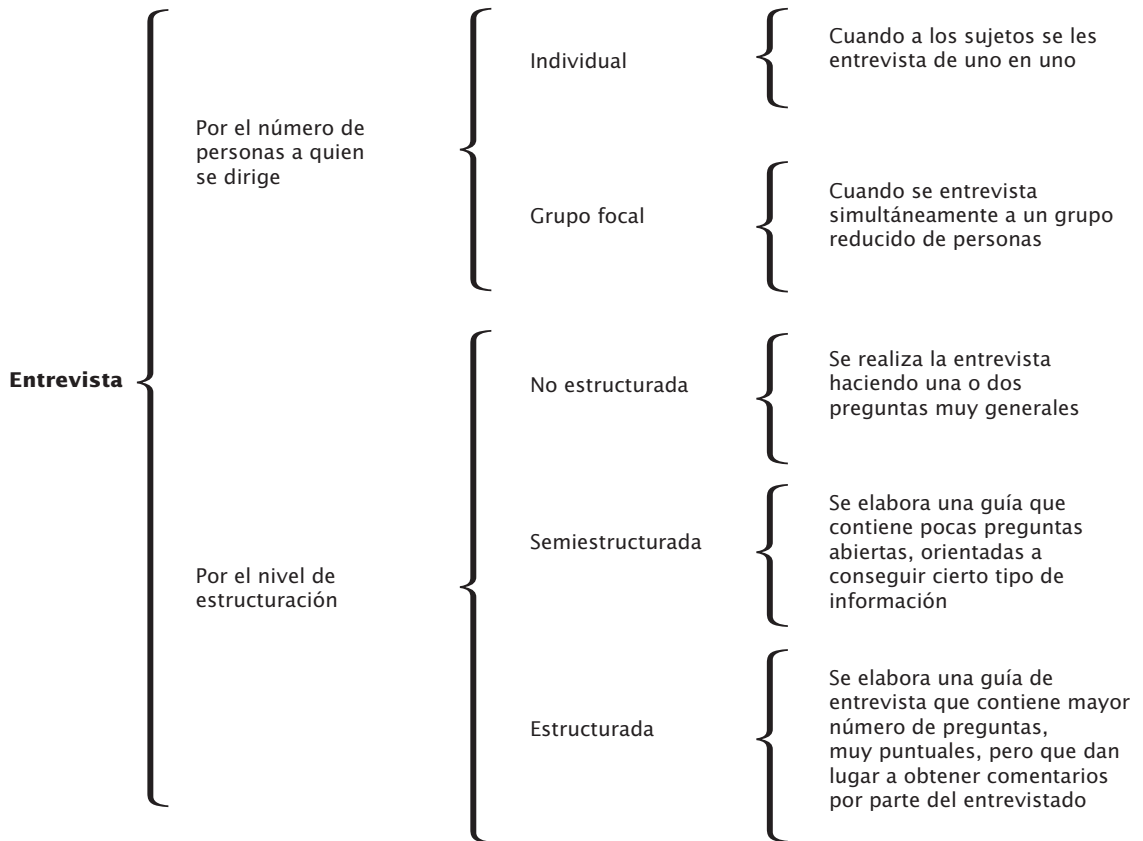 Entrevista
Por el número de
personas a quien
se dirige
Individual
Cuando a los sujetos se les
entrevista de uno en uno
Grupo focal
Cuando se entrevista
simultáneamente a un grupo
reducido de personas
Por el nivel de
estructuración
No estructurada
Se realiza la entrevista
haciendo una o dos
preguntas muy generales
Semiestructurada
Se elabora una guía que
contiene pocas preguntas
abiertas, orientadas a
conseguir cierto tipo de
información
Estructurada
Se elabora una guía de
entrevista que contiene mayor
número de preguntas,
muy puntuales, pero que dan
lugar a obtener comentarios
por parte del entrevistado